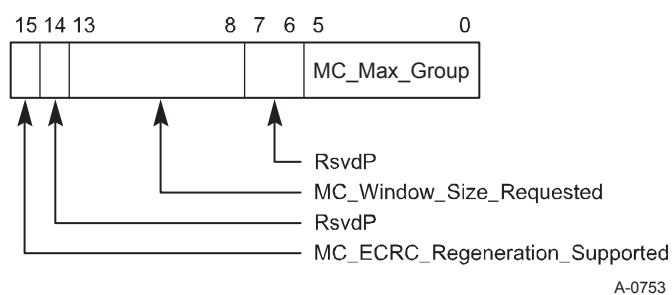 15 14 13 8 7 6 5 0
MC_Max_Group
RsvdP
MC_Window_Size_Requested
RsvdP
MC_ECRC_Regeneration_Supported
A-0753